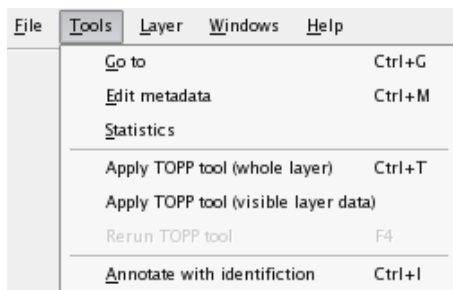 File Tools Layer Windows Help
Go to Ctrl+G
Edit metadata Ctrl+M
Statistics
Apply TOPP tool (whole layer) Ctrl+T
Apply TOPP tool (visible layer data)
Rerun TOPP tool F4
Annotate with identifiction Ctrl+I